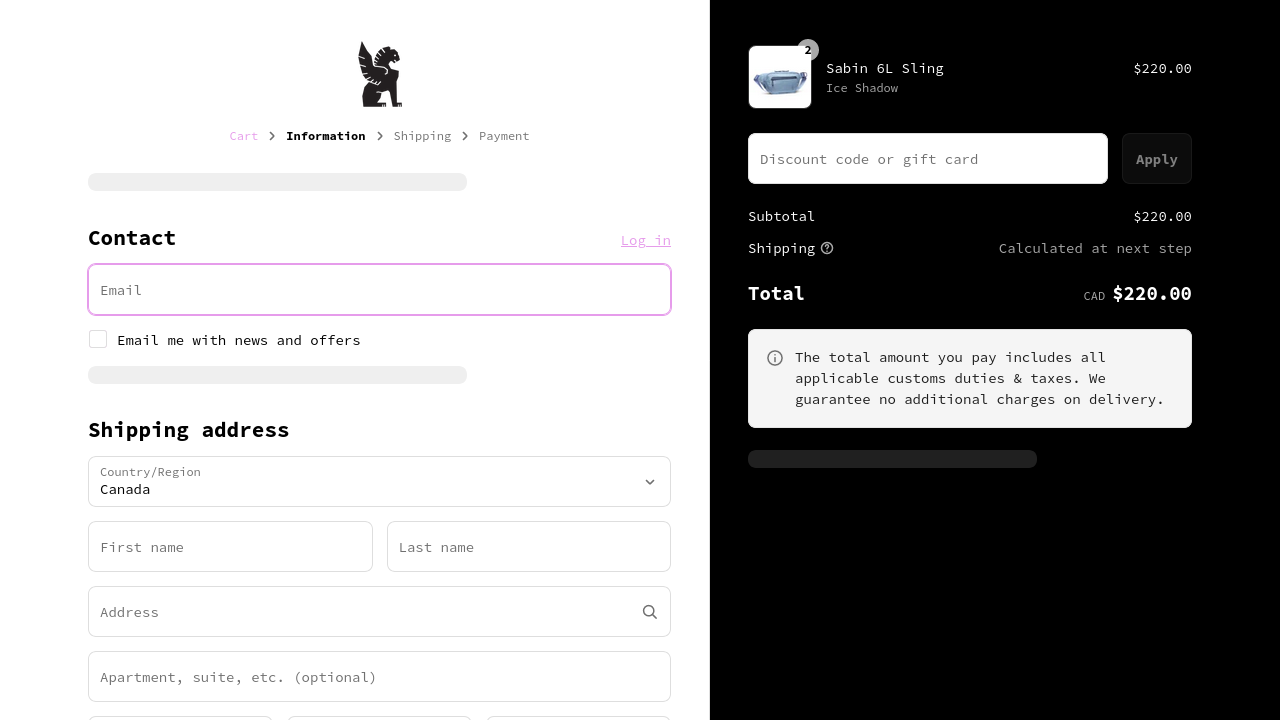 Cart
Information
Shipping
Payment
Contact
Log in
Email
Email me with news and offers
Shipping address
Country/Region
Canada
First name
Last name
Address
Apartment, suite, etc. (optional)
2
Sabin 6L Sling
$220.00
Ice Shadow
Discount code or gift card
Apply
Subtotal
$220.00
Shipping
Calculated at next step
Total
CAD $220.00
The total amount you pay includes all
applicable customs duties & taxes. We
guarantee no additional charges on delivery.